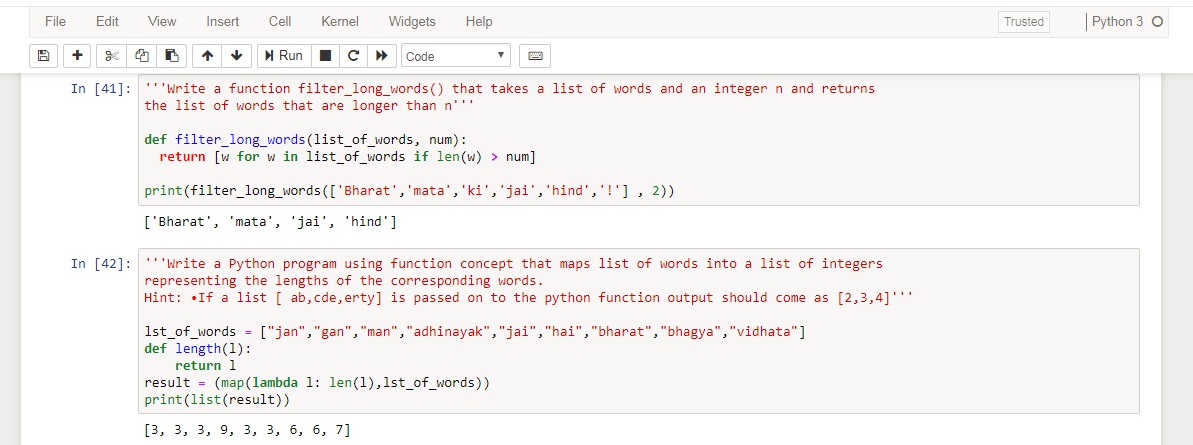 File Edit View Insert Cell Kernel Widgets Help Trusted Python 3
Run Code
In [41]: '''Write a function filter_long_words() that takes a list of words and an integer n and returns
the list of words that are longer than n'''
def filter_long_words(list_of_words, num):
  return [w for w in list_of_words if len(w) > num]
print(filter_long_words(['Bharat','mata','ki','jai','hind','!'] , 2))
['Bharat', 'mata', 'jai', 'hind']
In [42]: '''Write a Python program using function concept that maps list of words into a list of integers
representing the lengths of the corresponding words.
Hint: •If a list [ ab,cde,erty] is passed on to the python function output should come as [2,3,4]'''
lst_of_words = ["jan","gan","man","adhinayak","jai","hai","bharat","bhagya","vidhata"]
def length(l):
    return l
result = (map(lambda l: len(l),lst_of_words))
print(list(result))
[3, 3, 3, 9, 3, 3, 6, 6, 7]